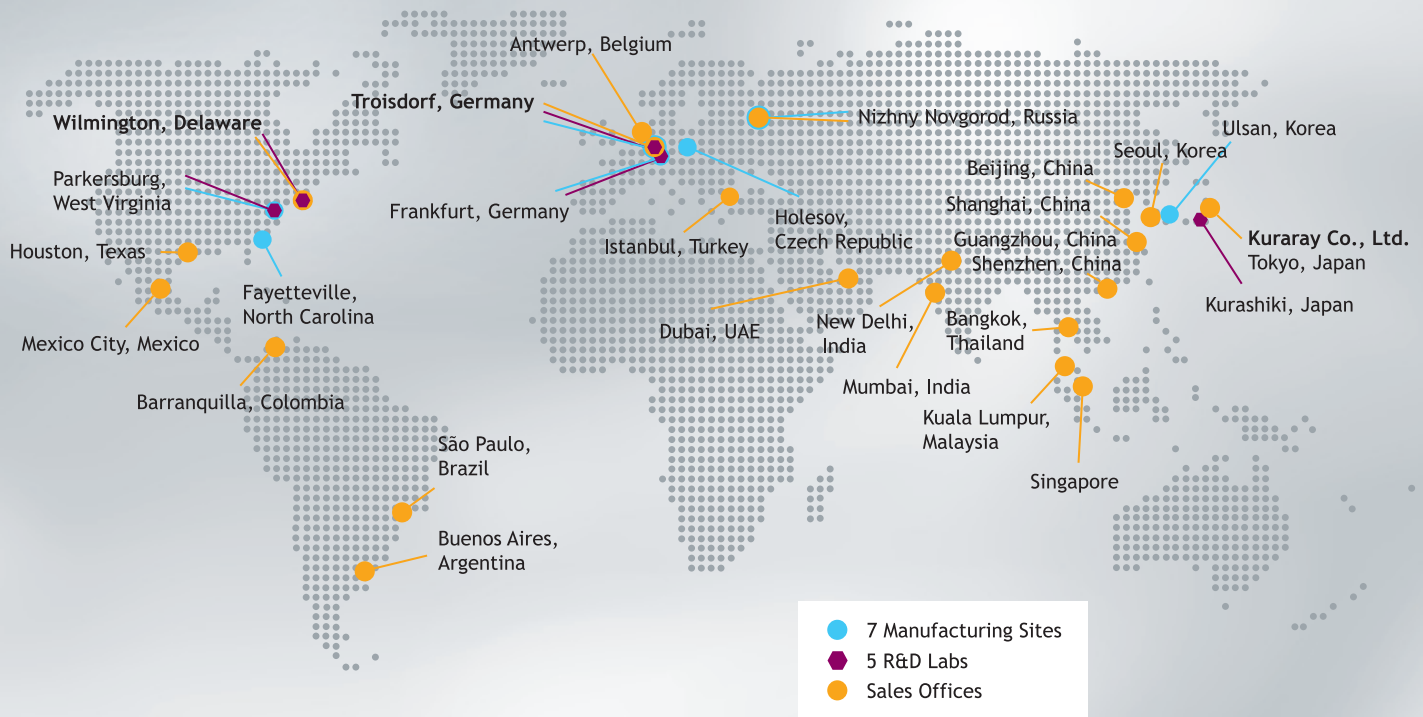 Antwerp, Belgium
Troisdorf, Germany
Wilmington, Delaware
Nizhny Novgorod, Russia
Ulsan, Korea
Seoul, Korea
Beijing, China
Parkersburg,
West Virginia
Shanghai, China
Frankfurt, Germany
Holesov,
Czech Republic
Istanbul, Turkey
Guangzhou, China
Shenzhen, China
Kuraray Co., Ltd.
Tokyo, Japan
Houston, Texas
Fayetteville,
North Carolina
Kurashiki, Japan
Mexico City, Mexico
Dubai, UAE
New Delhi,
India
Bangkok,
Thailand
Mumbai, India
Barranquilla, Colombia
Kuala Lumpur,
Malaysia
São Paulo,
Brazil
Singapore
Buenos Aires,
Argentina
7 Manufacturing Sites
5 R&D Labs
Sales Offices